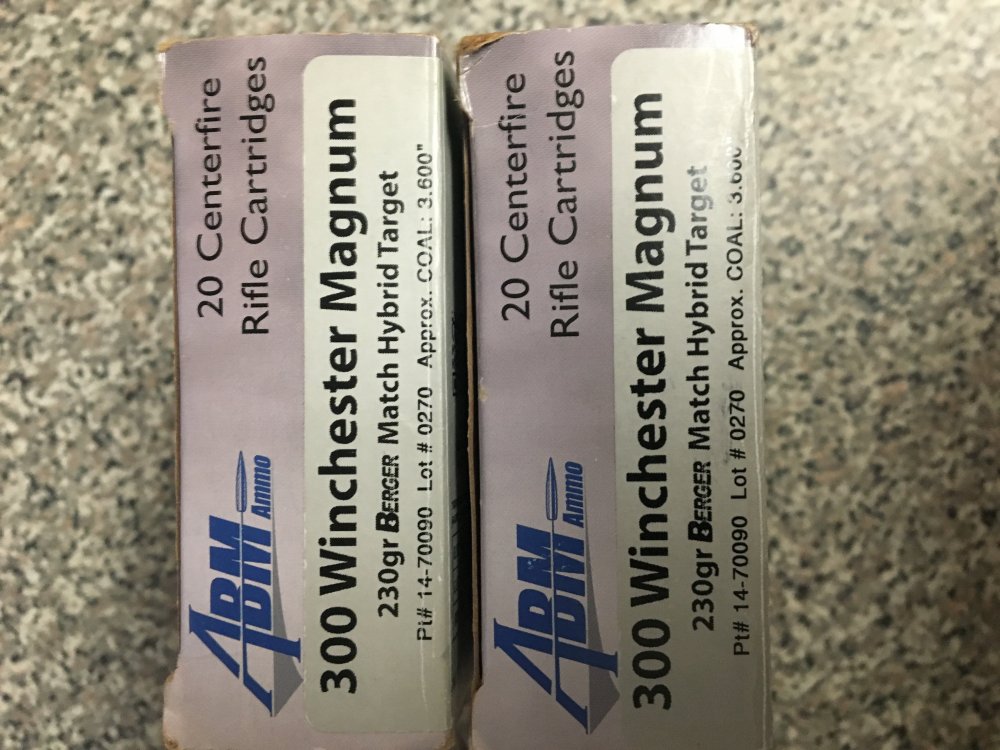 20 Centerfire
Rifle Cartridges
ABM
Ammo
300 Winchester Magnum
230gr BERGER Match Hybrid Target
Pt# 14-70090 Lot # 0270 Approx. COAL: 3.600"
20 Centerfire
Rifle Cartridges
ABM
Ammo
300 Winchester Magnum
230gr BERGER Match Hybrid Target
Pt# 14-70090 Lot # 0270 Approx. COAL: